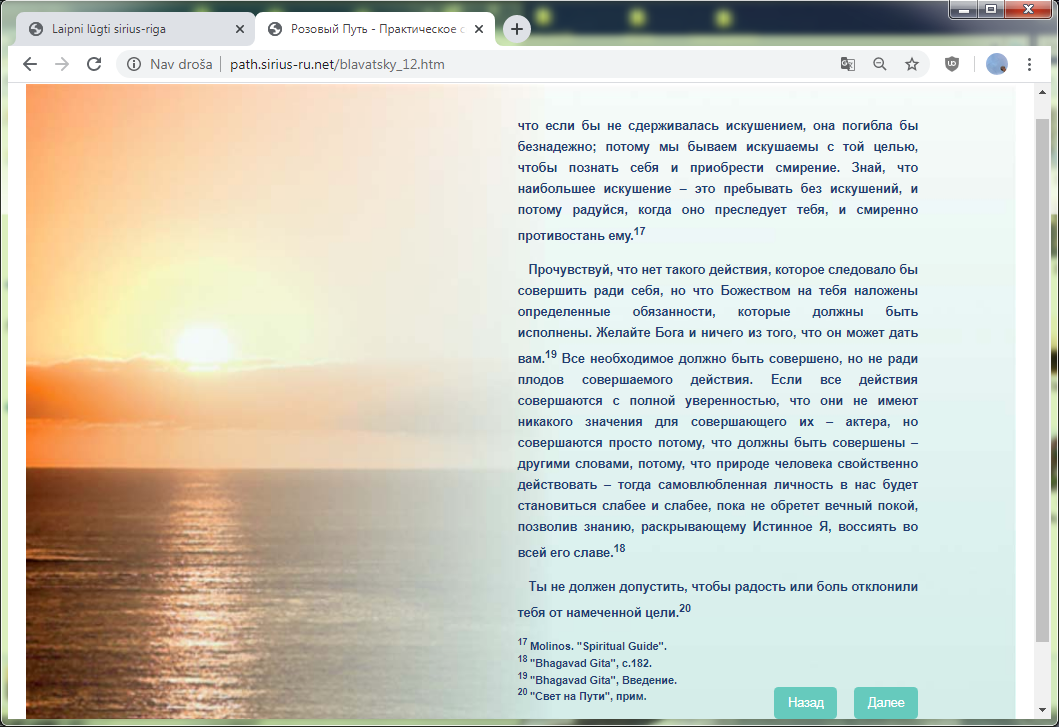 Laipni lūgti sirius-riga
Розовый Путь - Практическое с
Nav droša
path.sirius-ru.net/blavatsky_12.htm
что если бы не сдерживалась искушением, она погибла бы
безнадежно; потому мы бываем искушаемы с той целью,
чтобы познать себя и приобрести смирение. Знай, что
наибольшее искушение – это пребывать без искушений, и
потому радуйся, когда оно преследует тебя, и смиренно
противостань ему.17
Прочувствуй, что нет такого действия, которое следовало бы
совершить ради себя, но что Божеством на тебя наложены
определенные обязанности, которые должны быть
исполнены. Желайте Бога и ничего из того, что он может дать
вам.19 Все необходимое должно быть совершено, но не ради
плодов совершаемого действия. Если все действия
совершаются с полной уверенностью, что они не имеют
никакого значения для совершающего их – актера, но
совершаются просто потому, что должны быть совершены –
другими словами, потому, что природе человека свойственно
действовать – тогда самовлюбленная личность в нас будет
становиться слабее и слабее, пока не обретет вечный покой,
позволив знанию, раскрывающему Истинное Я, воссиять во
всей его славе.18
Ты не должен допустить, чтобы радость или боль отклонили
тебя от намеченной цели.20
17 Molinos. "Spiritual Guide".
18 "Bhagavad Gita", с.182.
19 "Bhagavad Gita", Введение.
20 "Свет на Пути", прим.
Назад
Далее